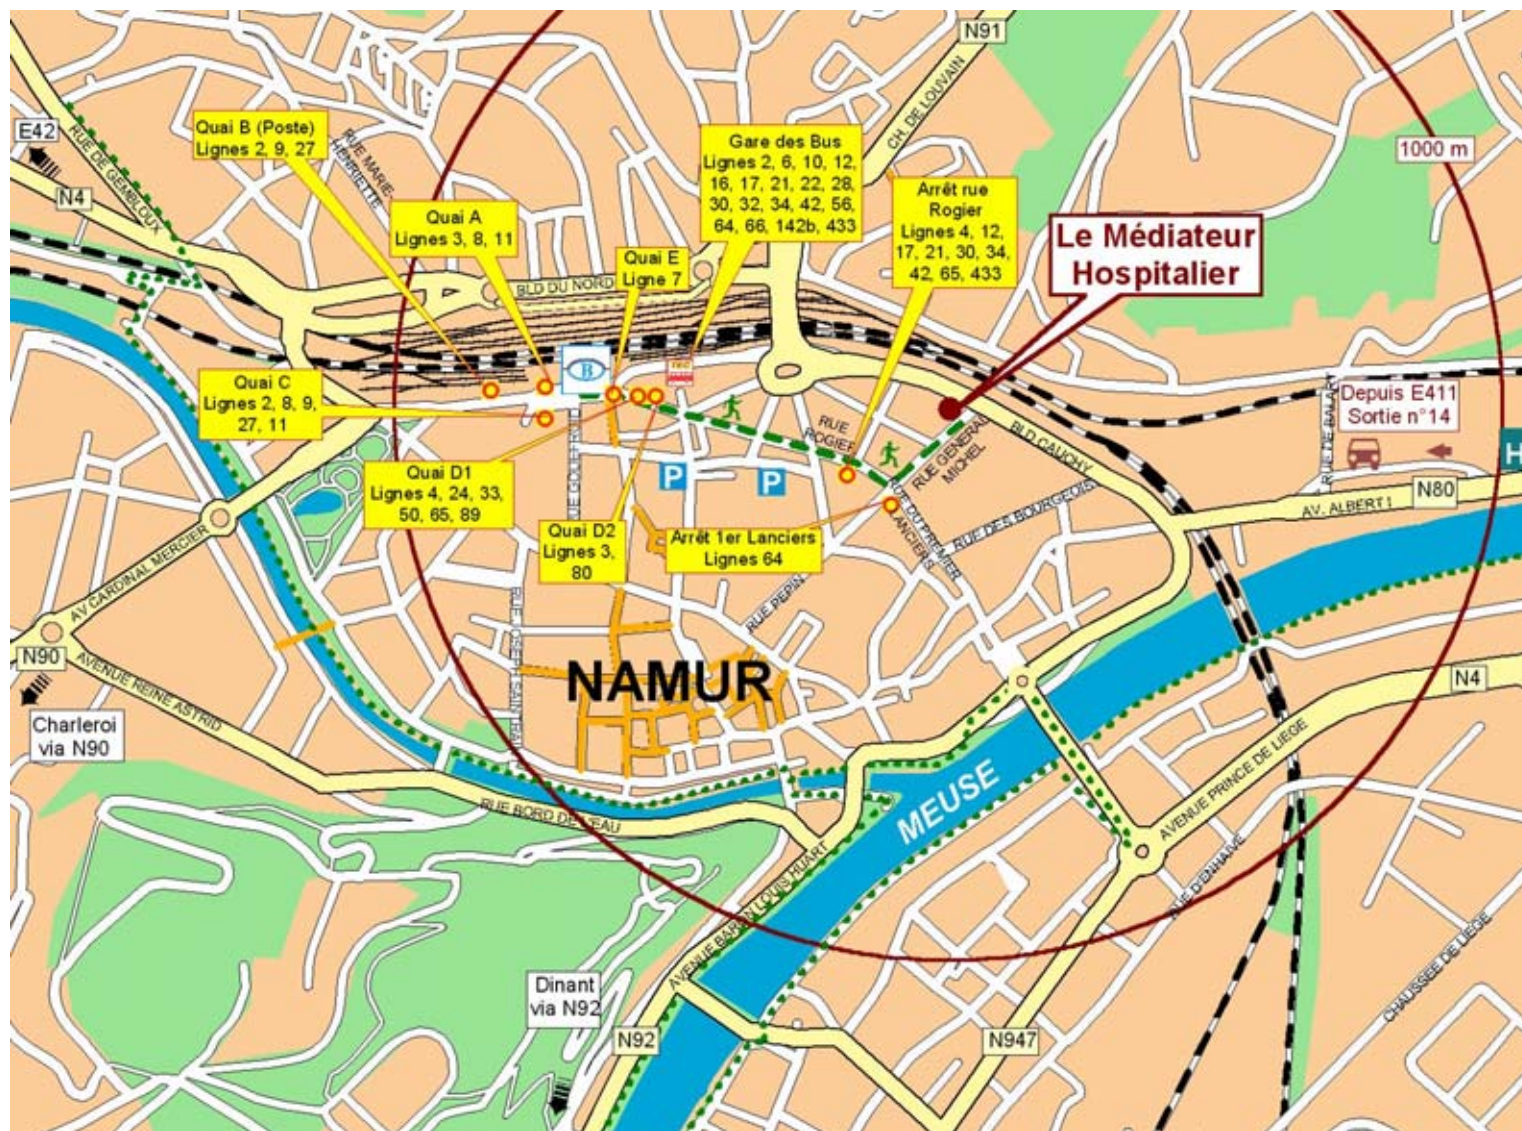 N91
CH. DE LOUVAIN
1000 m
E42
RUE DE GEMBLOUX
N4
Quai B (Poste)
Lignes 2, 9, 27
RUE MARIE-
HENRIETTE
Quai A
Lignes 3, 8, 11
Quai E
Ligne 7
Gare des Bus
Lignes 2, 6, 10, 12,
16, 17, 21, 22, 28,
30, 32, 34, 42, 56,
64, 66, 142b, 433
Arrêt rue
Rogier
Lignes 4, 12,
17, 21, 30, 34,
42, 65, 433
Le Médiateur
Hospitalier
BLD DU NORD
B
TEC
Quai C
Lignes 2, 8, 9,
27, 11
Depuis E411
Sortie n°14
RUE
ROGIER
RUE GENERAL
MICHEL
BLD CAUCHY
H
N80
AV. ALBERT 1
Quai D1
Lignes 4, 24, 33,
50, 65, 89
P
P
Quai D2
Lignes 3,
80
Arrêt 1er Lanciers
Lignes 64
RUE DU PREMIER
LANCIERS
RUE DES BOURGEOIS
AV CARDINAL MERCIER
RUE PEPIN
N90
AVENUE REINE ASTRID
Charleroi
via N90
NAMUR
N4
AVENUE PRINCE DE LIEGE
MEUSE
RUE BORD DE L'EAU
AVENUE BARON LOUIS HUART
RUE D'ENHAIVE
CHAUSSEE DE LIEGE
Dinant
via N92
N92
N947